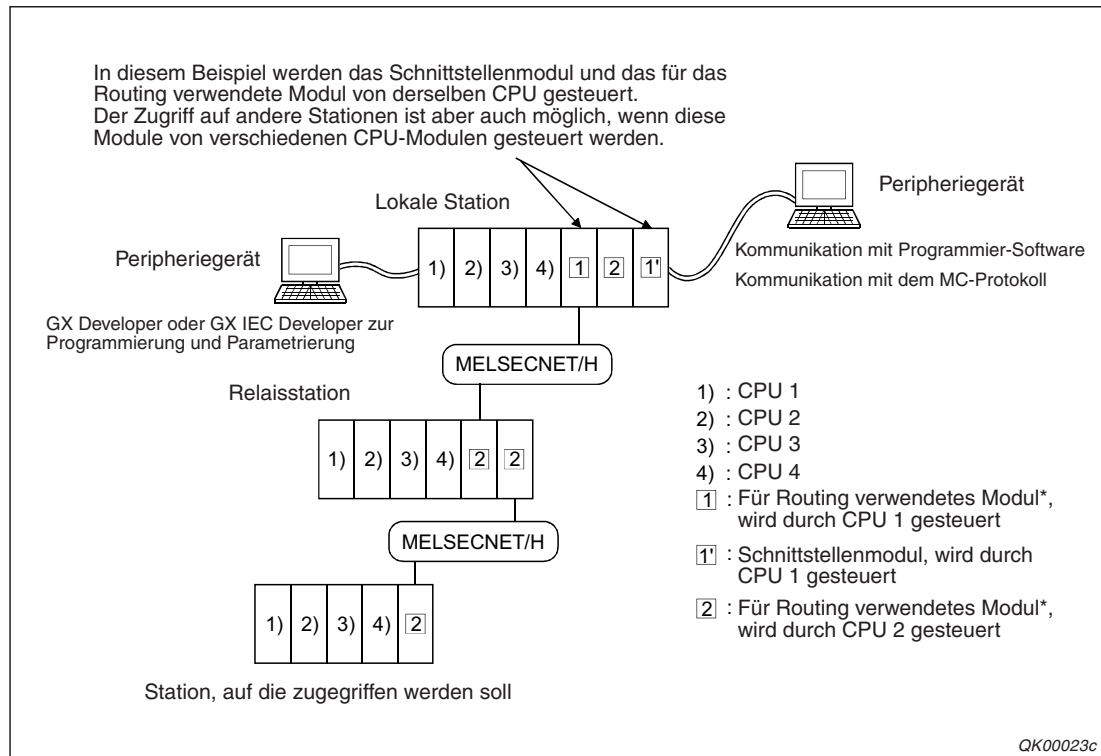 In diesem Beispiel werden das Schnittstellenmodul und das für das
Routing verwendete Modul von derselben CPU gesteuert.
Der Zugriff auf andere Stationen ist aber auch möglich, wenn diese
Module von verschiedenen CPU-Modulen gesteuert werden.
Peripheriegerät
Lokale Station
Peripheriegerät
1) 2) 3) 4) 1 2 1'
Kommunikation mit Programmier-Software
Kommunikation mit dem MC-Protokoll
GX Developer oder GX IEC Developer zur
Programmierung und Parametrierung
MELSECNET/H
Relaisstation
1) 2) 3) 4) 2 2
MELSECNET/H
1) 2) 3) 4) 2
Station, auf die zugegriffen werden soll
1) : CPU 1
2) : CPU 2
3) : CPU 3
4) : CPU 4
1 : Für Routing verwendetes Modul*,
wird durch CPU 1 gesteuert
1' : Schnittstellenmodul, wird durch
CPU 1 gesteuert
2 : Für Routing verwendetes Modul*,
wird durch CPU 2 gesteuert
QK00023c